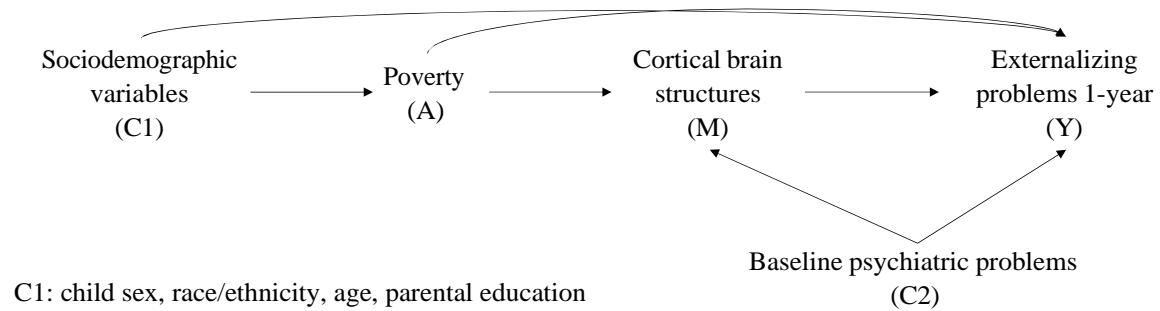 Sociodemographic
variables
(C1)
Poverty
(A)
Cortical brain
structures
(M)
Externalizing
problems 1-year
(Y)
Baseline psychiatric problems
(C2)
C1: child sex, race/ethnicity, age, parental education